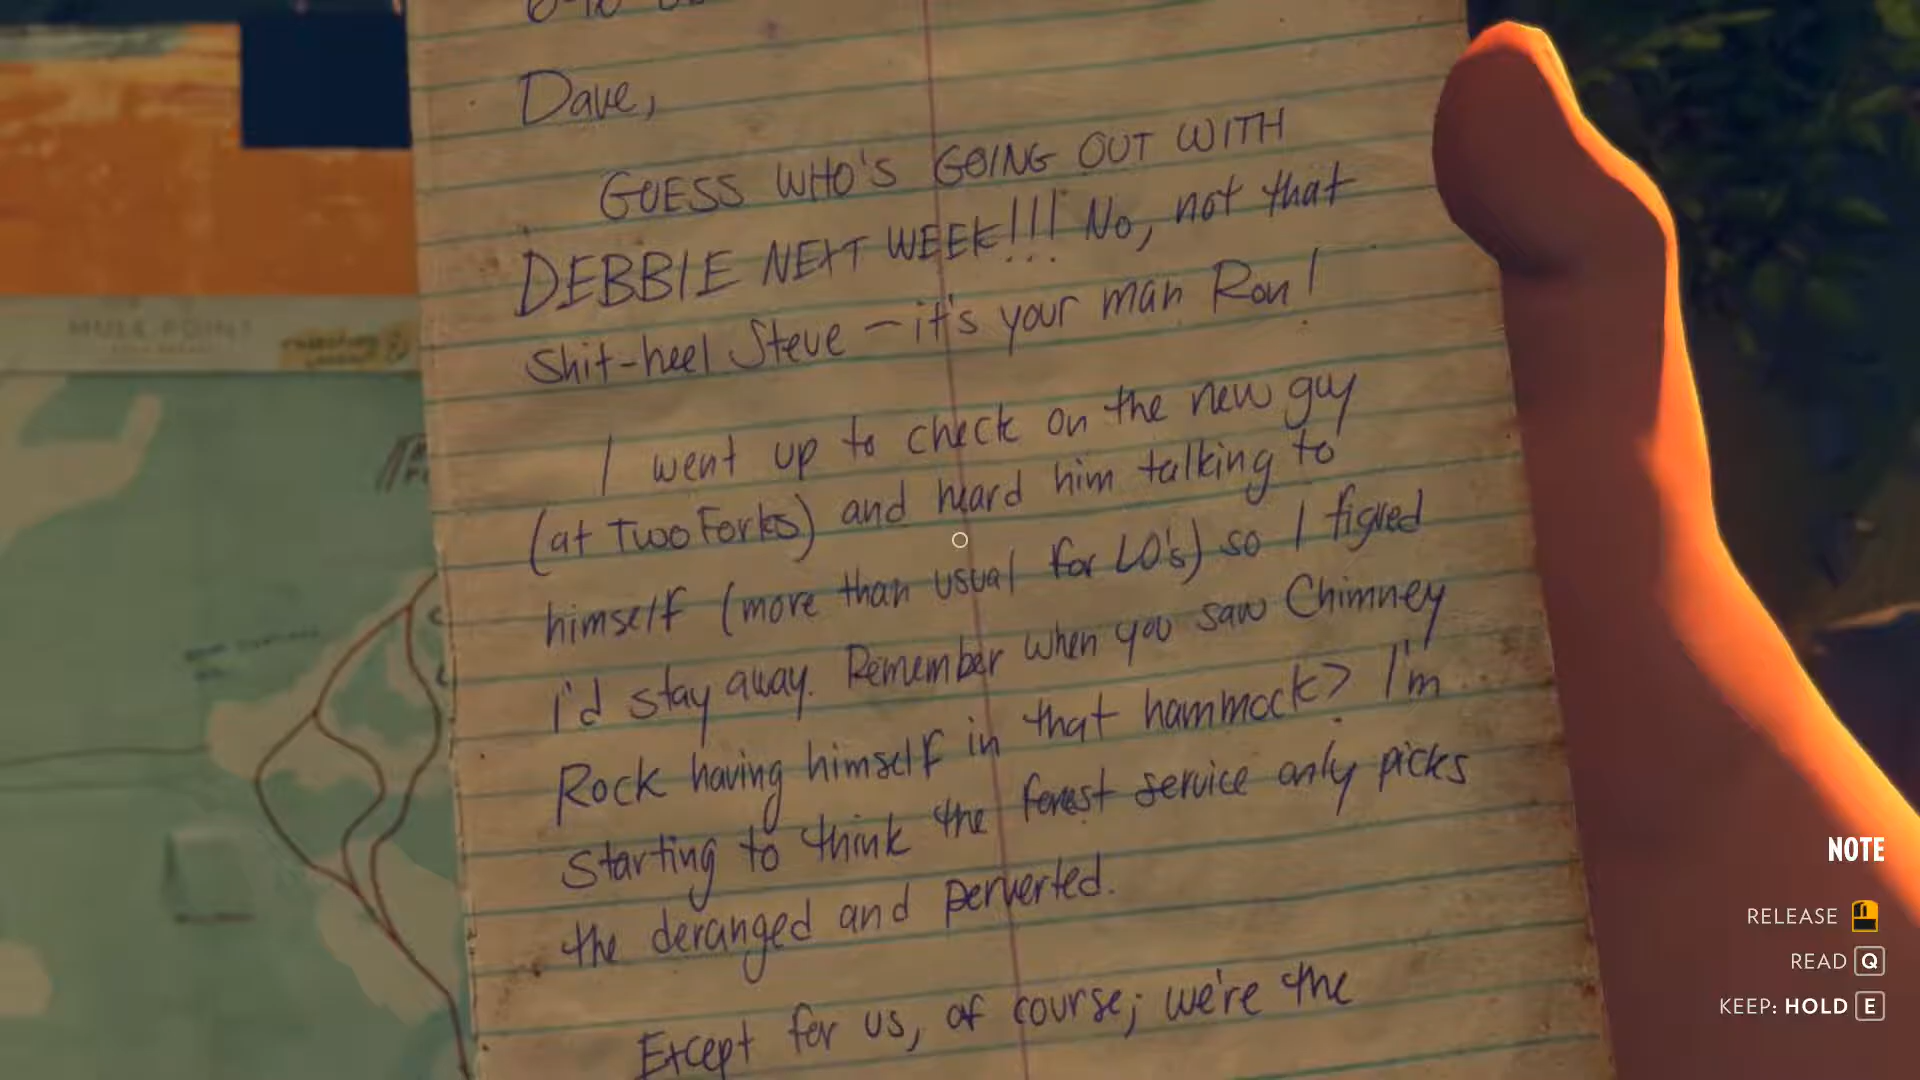 Dave,
GUESS WHO'S GOING OUT WITH
DEBBIE NEXT WEEK!!! No, not that
Shit-heel Steve – it's your man Ron!
I went up to check on the new guy
(at Two Forks) and heard him talking to
himself (more than usual for LO's) so I figred
i'd stay away. Remember when you saw Chimney
Rock having himself in that hammock? I'm
starting to think the forest service only picks
the deranged and perverted.
Except for us, of course; we're the
MULE POINT
NOTE
RELEASE
READ Q
KEEP: HOLD E